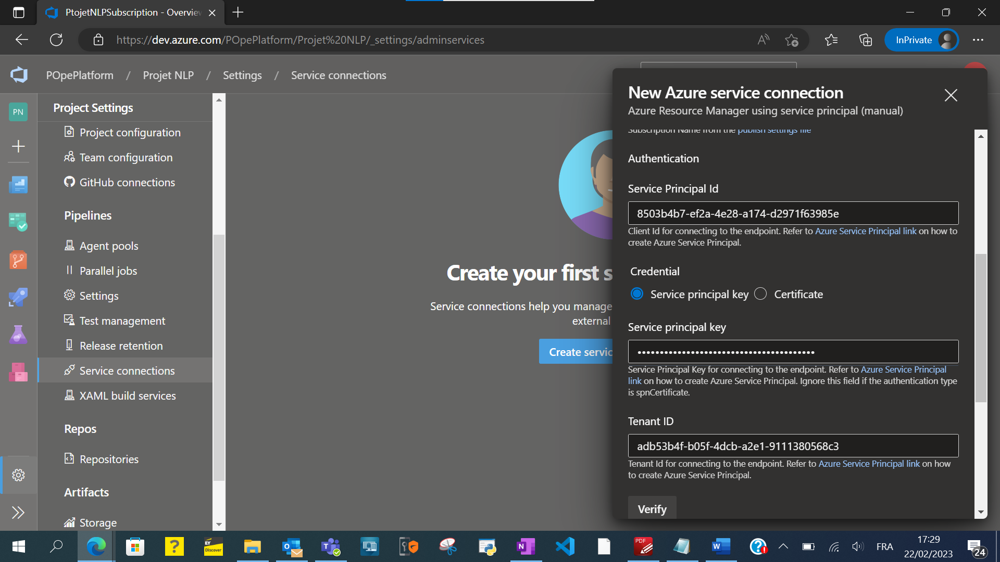 PtojetNLPSubscription - Overview
https://dev.azure.com/POpePlatform/Projet%20NLP/_settings/adminservices
InPrivate
POpePlatform / Projet NLP / Settings / Service connections
PN
Project Settings
Project configuration
Team configuration
GitHub connections
Pipelines
Agent pools
Parallel jobs
Settings
Test management
Release retention
Service connections
XAML build services
Repos
Repositories
Artifacts
Storage
Create your first s
Service connections help you manage
external
Create servic
New Azure service connection
Azure Resource Manager using service principal (manual)
Subscription Name from the publish settings file
Authentication
Service Principal Id
8503b4b7-ef2a-4e28-a174-d2971f63985e
Client Id for connecting to the endpoint. Refer to Azure Service Principal link on how to
create Azure Service Principal.
Credential
Service principal key
Certificate
Service principal key
Service Principal Key for connecting to the endpoint. Refer to Azure Service Principal
link on how to create Azure Service Principal. Ignore this field if the authentication type
is spnCertificate.
Tenant ID
adb53b4f-b05f-4dcb-a2e1-9111380568c3
Tenant Id for connecting to the endpoint. Refer to Azure Service Principal link on how
to create Azure Service Principal.
Verify
EY
Discover
PDF
FRA
17:29
22/02/2023
24